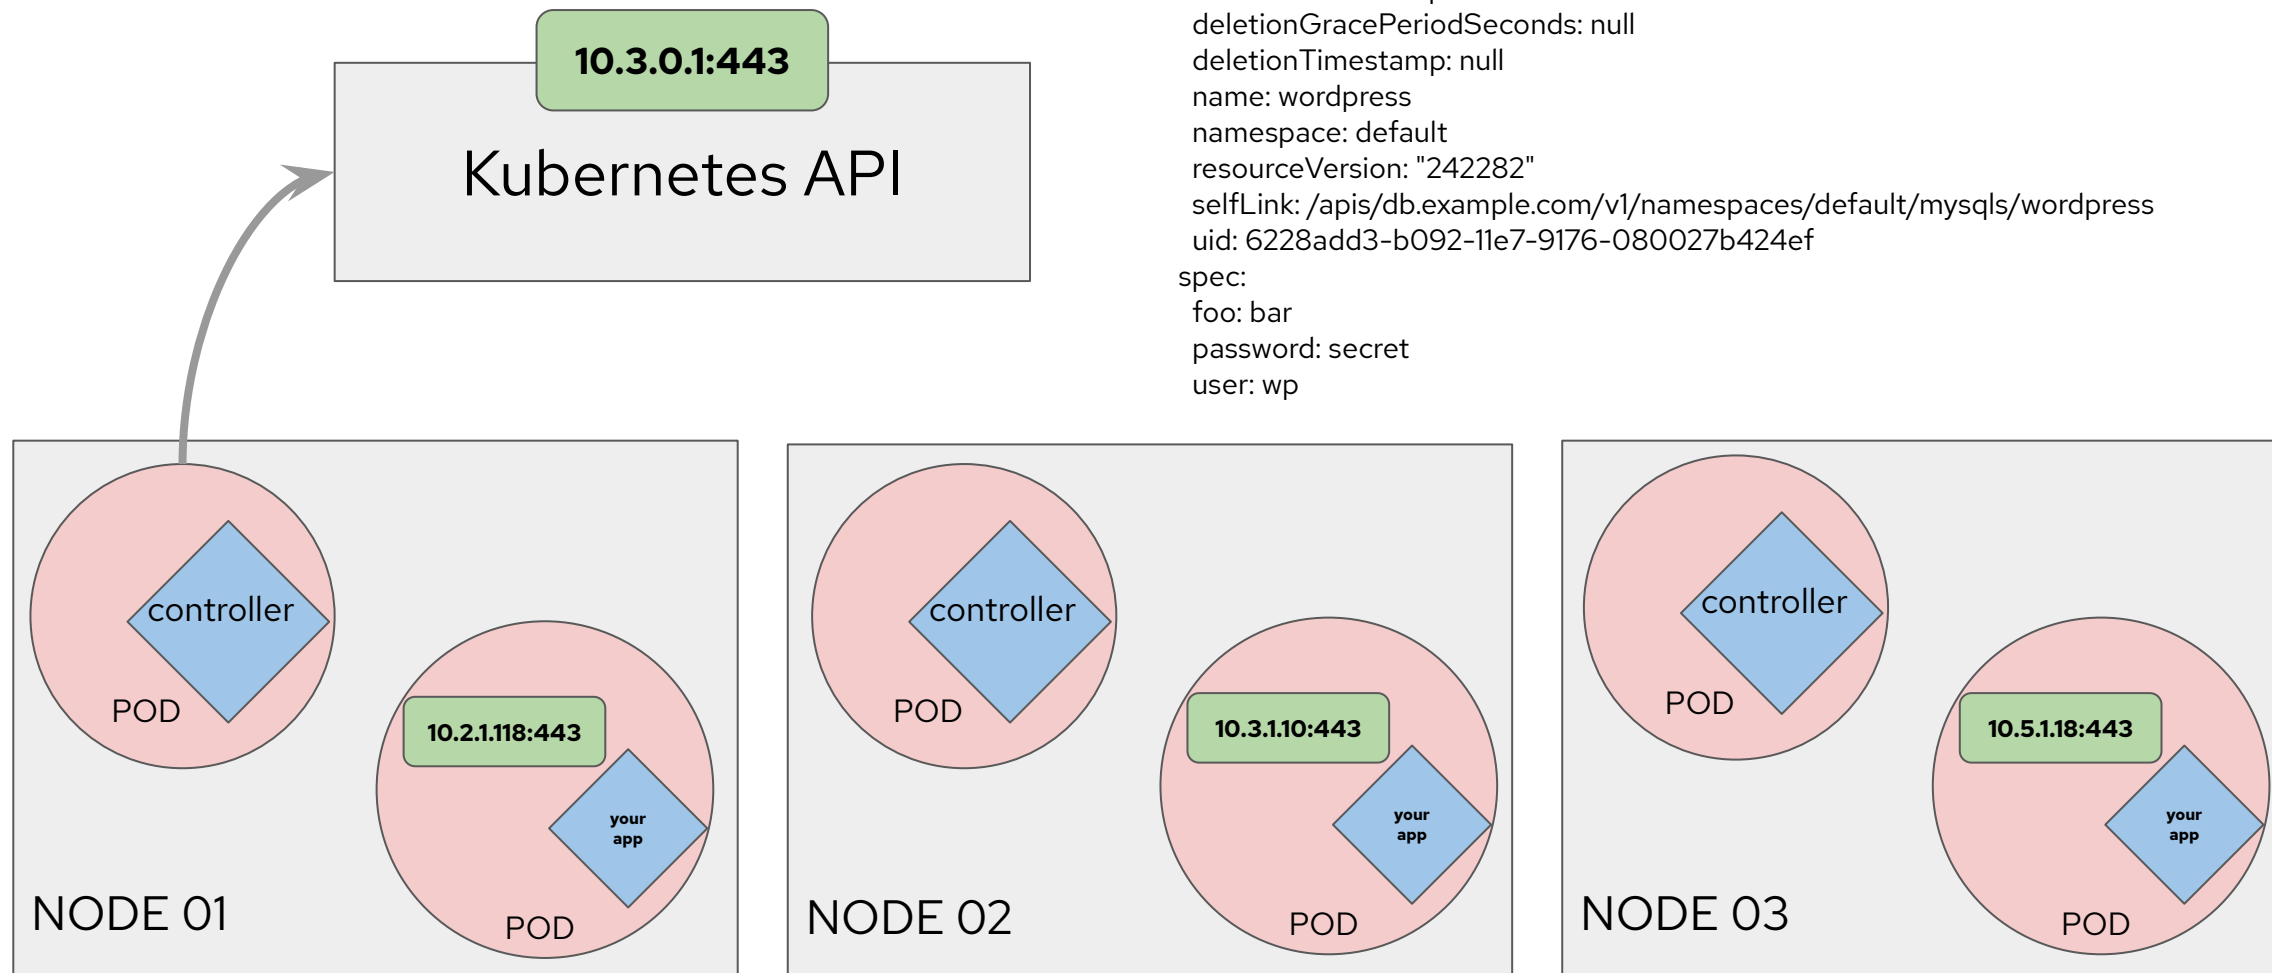 10.3.0.1:443
Kubernetes API
deletionGracePeriodSeconds: null
deletionTimestamp: null
name: wordpress
namespace: default
resourceVersion: "242282"
selfLink: /apis/db.example.com/v1/namespaces/default/mysqls/wordpress
uid: 6228add3-b092-11e7-9176-080027b424ef
spec:
foo: bar
password: secret
user: wp
controller
POD
10.2.1.118:443
your
app
POD
NODE 01
controller
POD
10.3.1.10:443
your
app
POD
NODE 02
controller
POD
10.5.1.18:443
your
app
POD
NODE 03